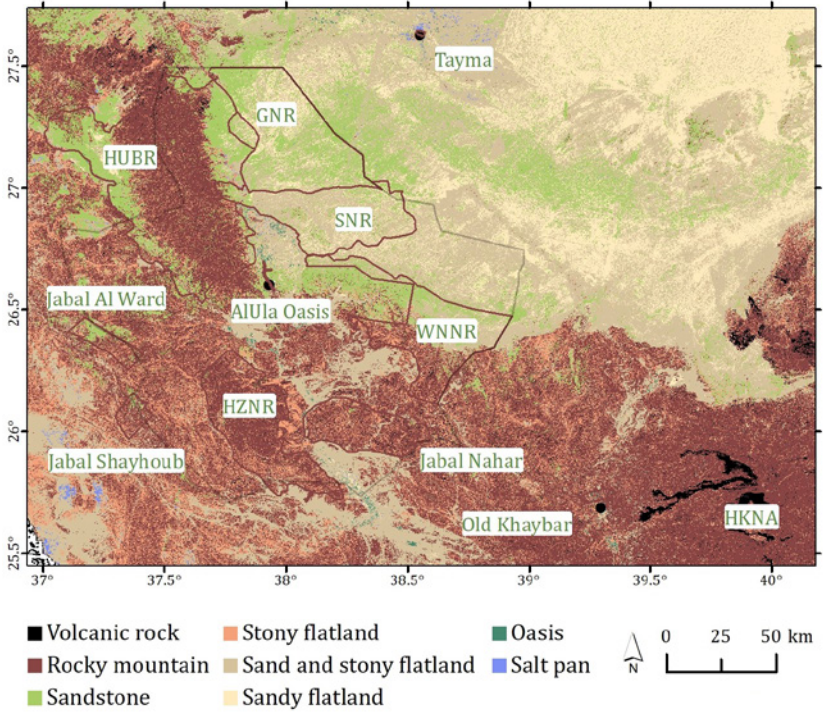 27.5°
27°
26.5°
26°
25.5°
Tayma
GNR
HUBR
SNR
Jabal Al Ward
AlUla Oasis
WNNR
HZNR
Jabal Shayhoub
Jabal Nahar
Old Khaybar
HKNA
37° 37.5° 38° 38.5° 39° 39.5° 40°
Volcanic rock Stony flatland Oasis
Rocky mountain Sand and stony flatland Salt pan
Sandstone Sandy flatland
N
0 25 50 km